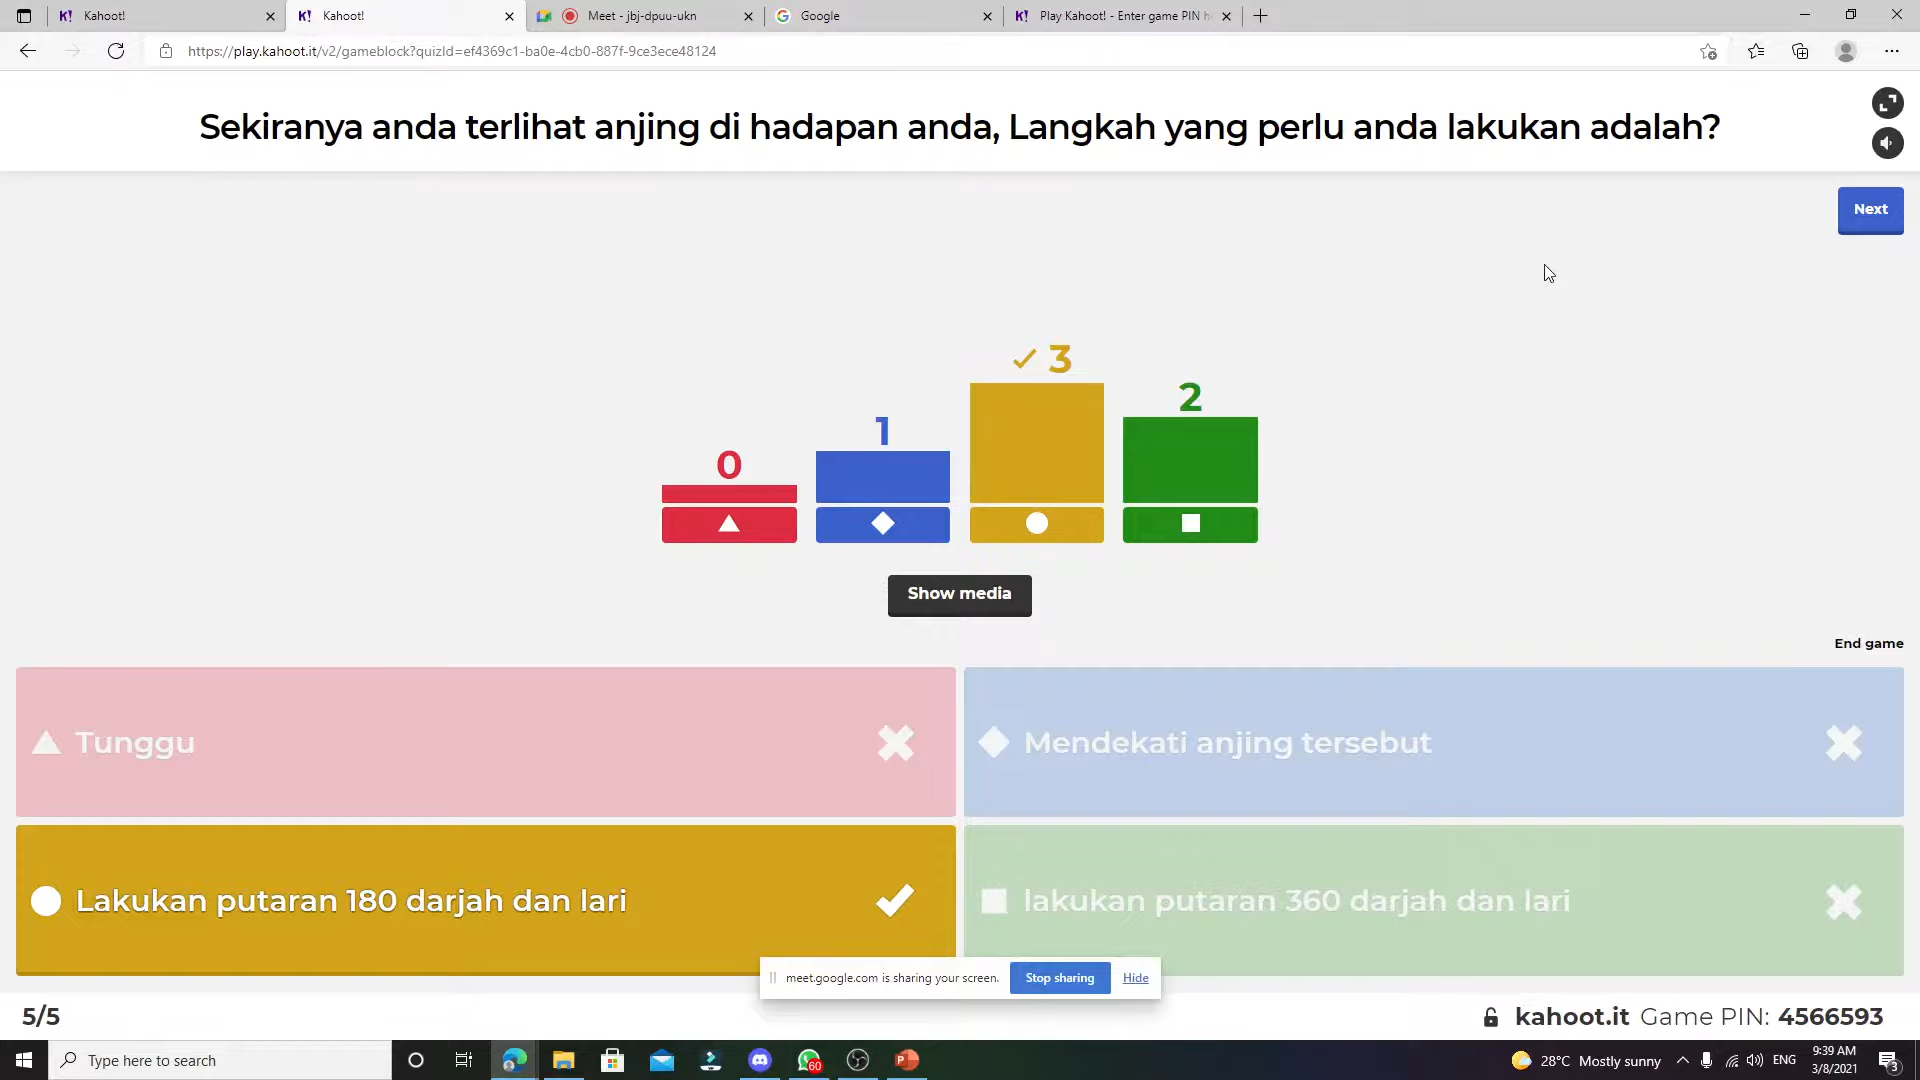 Kahoot!
Kahoot!
Meet - jbj-dpuu-ukn
Google
Play Kahoot! - Enter game PIN h
https://play.kahoot.it/v2/gameblock?quizId=ef4369c1-ba0e-4cb0-887f-9ce3ece48124
Sekiranya anda terlihat anjing di hadapan anda, Langkah yang perlu anda lakukan adalah?
Next
0
1
3
2
Show media
End game
Tunggu
Mendekati anjing tersebut
Lakukan putaran 180 darjah dan lari
lakukan putaran 360 darjah dan lari
meet.google.com is sharing your screen.
Stop sharing
Hide
5/5
kahoot.it Game PIN: 4566593
Type here to search
60
28°C Mostly sunny
ENG
9:39 AM
3/8/2021
3